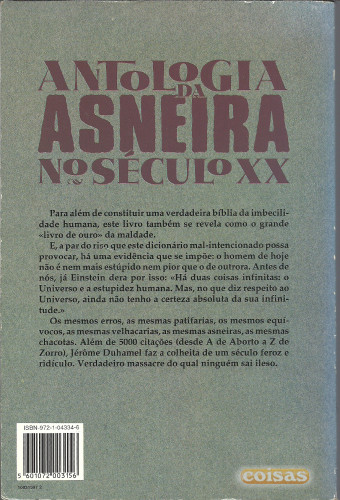 ANTOLOGIA
DA
ASNEIRA
NO SÉCULO XX
Para além de constituir uma verdadeira bíblia da imbecili-
dade humana, este livro também se revela como o grande
«livro de ouro» da maldade.
E, a par do riso que este dicionário mal-intencionado possa
provocar, há uma evidência que se impõe: o homem de hoje
não é nem mais estúpido nem pior que o de outrora. Antes de
nós, já Einstein dera por isso: «Há duas coisas infinitas: o
Universo e a estupidez humana. Mas, no que diz respeito ao
Universo, ainda não tenho a certeza absoluta da sua infini-
tude.»
Os mesmos erros, as mesmas patifarias, os mesmos equí-
vocos, as mesmas velhacarias, as mesmas asneiras, as mesmas
chacotas. Além de 5000 citações (desde A de Aborto a Z de
Zorro), Jérôme Duhamel faz a colheita de um século feroz e
ridículo. Verdadeiro massacre do qual ninguém sai ileso.
ISBN-972-1-04334-6
5601072003156
coisas